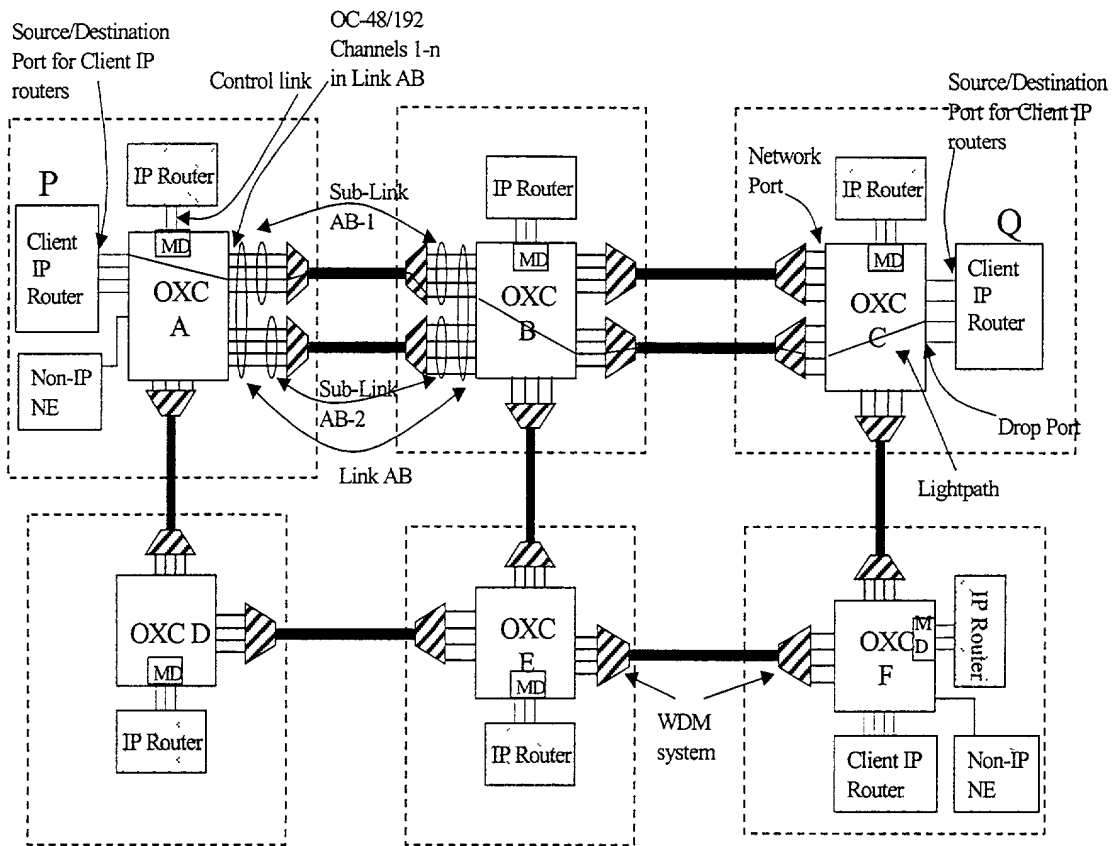 Source/Destination
Port for Client IP
routers
Control link
OC-48/192
Channels 1-n
in Link AB
Source/Destination
Port for Client IP
routers
Network
Port
P
IP Router
MD
Client
IP
Router
OXC
A
Non-IP
NE
Sub-Link
AB-1
Sub-Link
AB-2
Link AB
IP Router
MD
OXC
B
IP Router
MD
OXC
C
Q
Client
IP
Router
Drop Port
Lightpath
OXC D
MD
IP Router
OXC
E
MD
IP Router
WDM
system
OXC
F
M
D
IP Router
Client IP
Router
Non-IP
NE